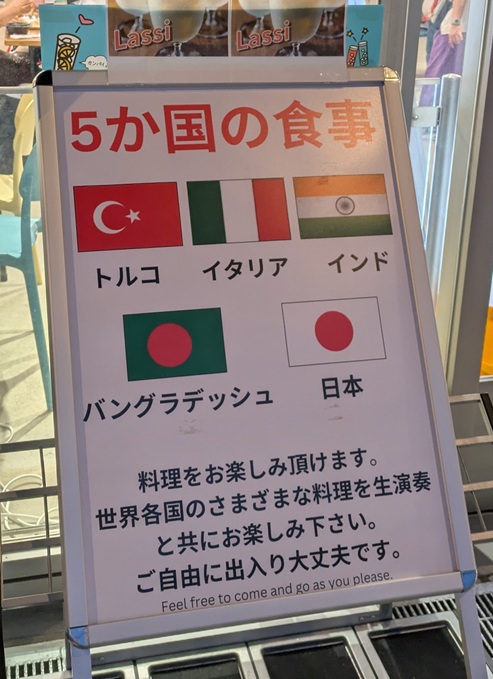 Lassi Lassi
カンパイ
5か国の食事
トルコ イタリア インド
バングラデッシュ 日本
料理をお楽しみ頂けます。
世界各国のさまざまな料理を生演奏
と共にお楽しみ下さい。
ご自由に出入り大丈夫です。
Feel free to come and go as you please.